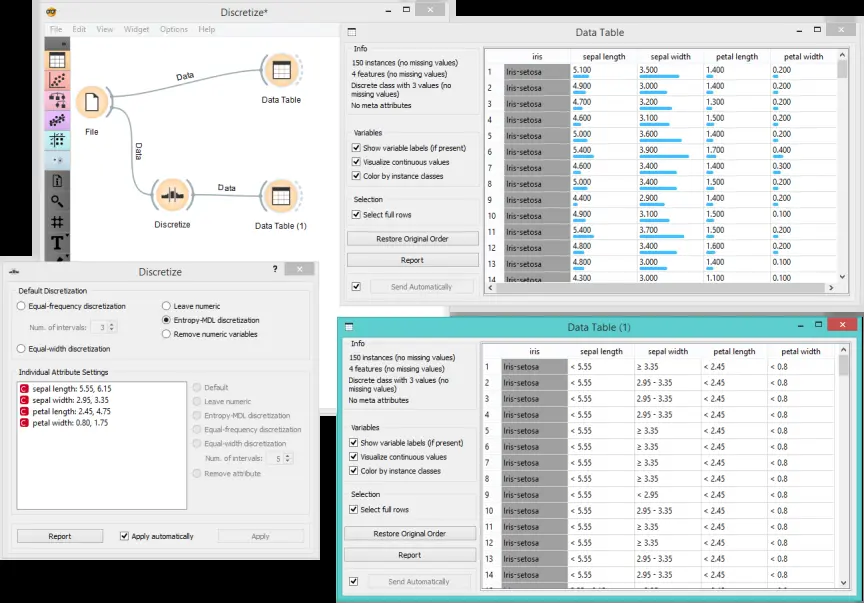 Discretize*
File Edit View Widget Options Help
Data
Data
Data
File
Data Table
Discretize
Data Table (1)
Data Table
Info
150 instances (no missing values)
4 features (no missing values)
Discrete class with 3 values (no
missing values)
No meta attributes
Variables
Show variable labels (if present)
Visualize continuous values
Color by instance classes
Selection
Select full rows
Restore Original Order
Report
Send Automatically
iris sepal length sepal width petal length petal width
1 Iris-setosa 5.100 3.500 1.400 0.200
2 Iris-setosa 4.900 3.000 1.400 0.200
3 Iris-setosa 4.700 3.200 1.300 0.200
4 Iris-setosa 4.600 3.100 1.500 0.200
5 Iris-setosa 5.000 3.600 1.400 0.200
6 Iris-setosa 5.400 3.900 1.700 0.400
7 Iris-setosa 4.600 3.400 1.400 0.300
8 Iris-setosa 5.000 3.400 1.500 0.200
9 Iris-setosa 4.400 2.900 1.400 0.200
10 Iris-setosa 4.900 3.100 1.500 0.100
11 Iris-setosa 5.400 3.700 1.500 0.200
12 Iris-setosa 4.800 3.400 1.600 0.200
13 Iris-setosa 4.800 3.000 1.400 0.100
14 Iris-setosa 4.300 3.000 1.100 0.100
Discretize
?
Default Discretization
Equal-frequency discretization
Num. of intervals: 3
Equal-width discretization
Leave numeric
Entropy-MDL discretization
Remove numeric variables
Individual Attribute Settings
C sepal length: 5.55, 6.15
C sepal width: 2.95, 3.35
C petal length: 2.45, 4.75
C petal width: 0.80, 1.75
Default
Leave numeric
Entropy-MDL discretization
Equal-frequency discretization
Equal-width discretization
Num. of intervals: 5
Remove attribute
Report
Apply automatically
Apply
Data Table (1)
Info
150 instances (no missing values)
4 features (no missing values)
Discrete class with 3 values (no
missing values)
No meta attributes
Variables
Show variable labels (if present)
Visualize continuous values
Color by instance classes
Selection
Select full rows
Restore Original Order
Report
Send Automatically
iris sepal length sepal width petal length petal width
1 Iris-setosa < 5.55 ≥ 3.35 < 2.45 < 0.8
2 Iris-setosa < 5.55 2.95 - 3.35 < 2.45 < 0.8
3 Iris-setosa < 5.55 2.95 - 3.35 < 2.45 < 0.8
4 Iris-setosa < 5.55 2.95 - 3.35 < 2.45 < 0.8
5 Iris-setosa < 5.55 ≥ 3.35 < 2.45 < 0.8
6 Iris-setosa < 5.55 ≥ 3.35 < 2.45 < 0.8
7 Iris-setosa < 5.55 ≥ 3.35 < 2.45 < 0.8
8 Iris-setosa < 5.55 ≥ 3.35 < 2.45 < 0.8
9 Iris-setosa < 5.55 < 2.95 < 2.45 < 0.8
10 Iris-setosa < 5.55 2.95 - 3.35 < 2.45 < 0.8
11 Iris-setosa < 5.55 ≥ 3.35 < 2.45 < 0.8
12 Iris-setosa < 5.55 ≥ 3.35 < 2.45 < 0.8
13 Iris-setosa < 5.55 2.95 - 3.35 < 2.45 < 0.8
14 Iris-setosa < 5.55 2.95 - 3.35 < 2.45 < 0.8